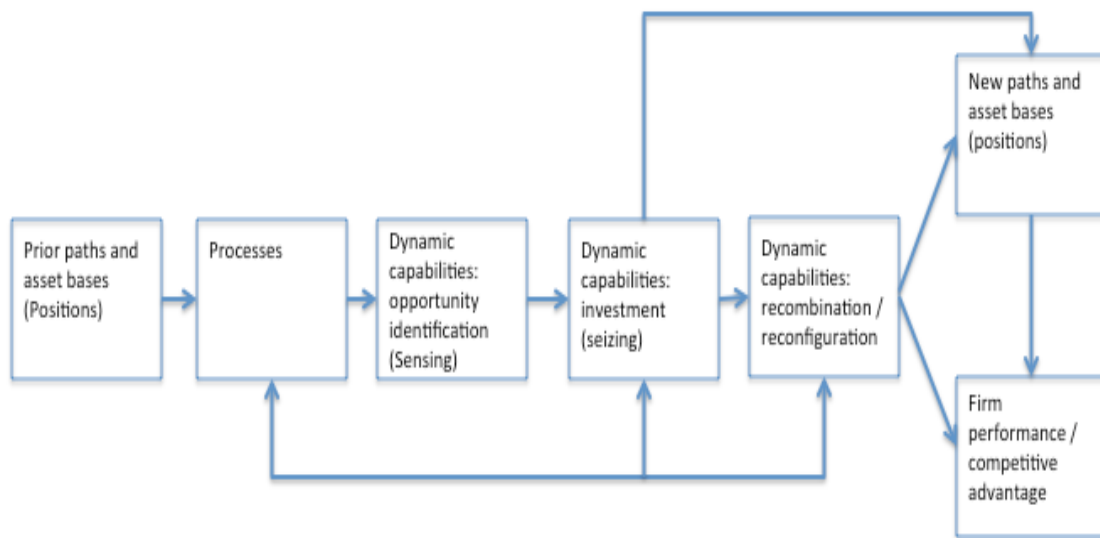 Prior paths and
asset bases
(Positions)
Processes
Dynamic
capabilities:
opportunity
identification
(Sensing)
Dynamic
capabilities:
investment
(seizing)
Dynamic
capabilities:
recombination /
reconfiguration
New paths and
asset bases
(positions)
Firm
performance /
competitive
advantage